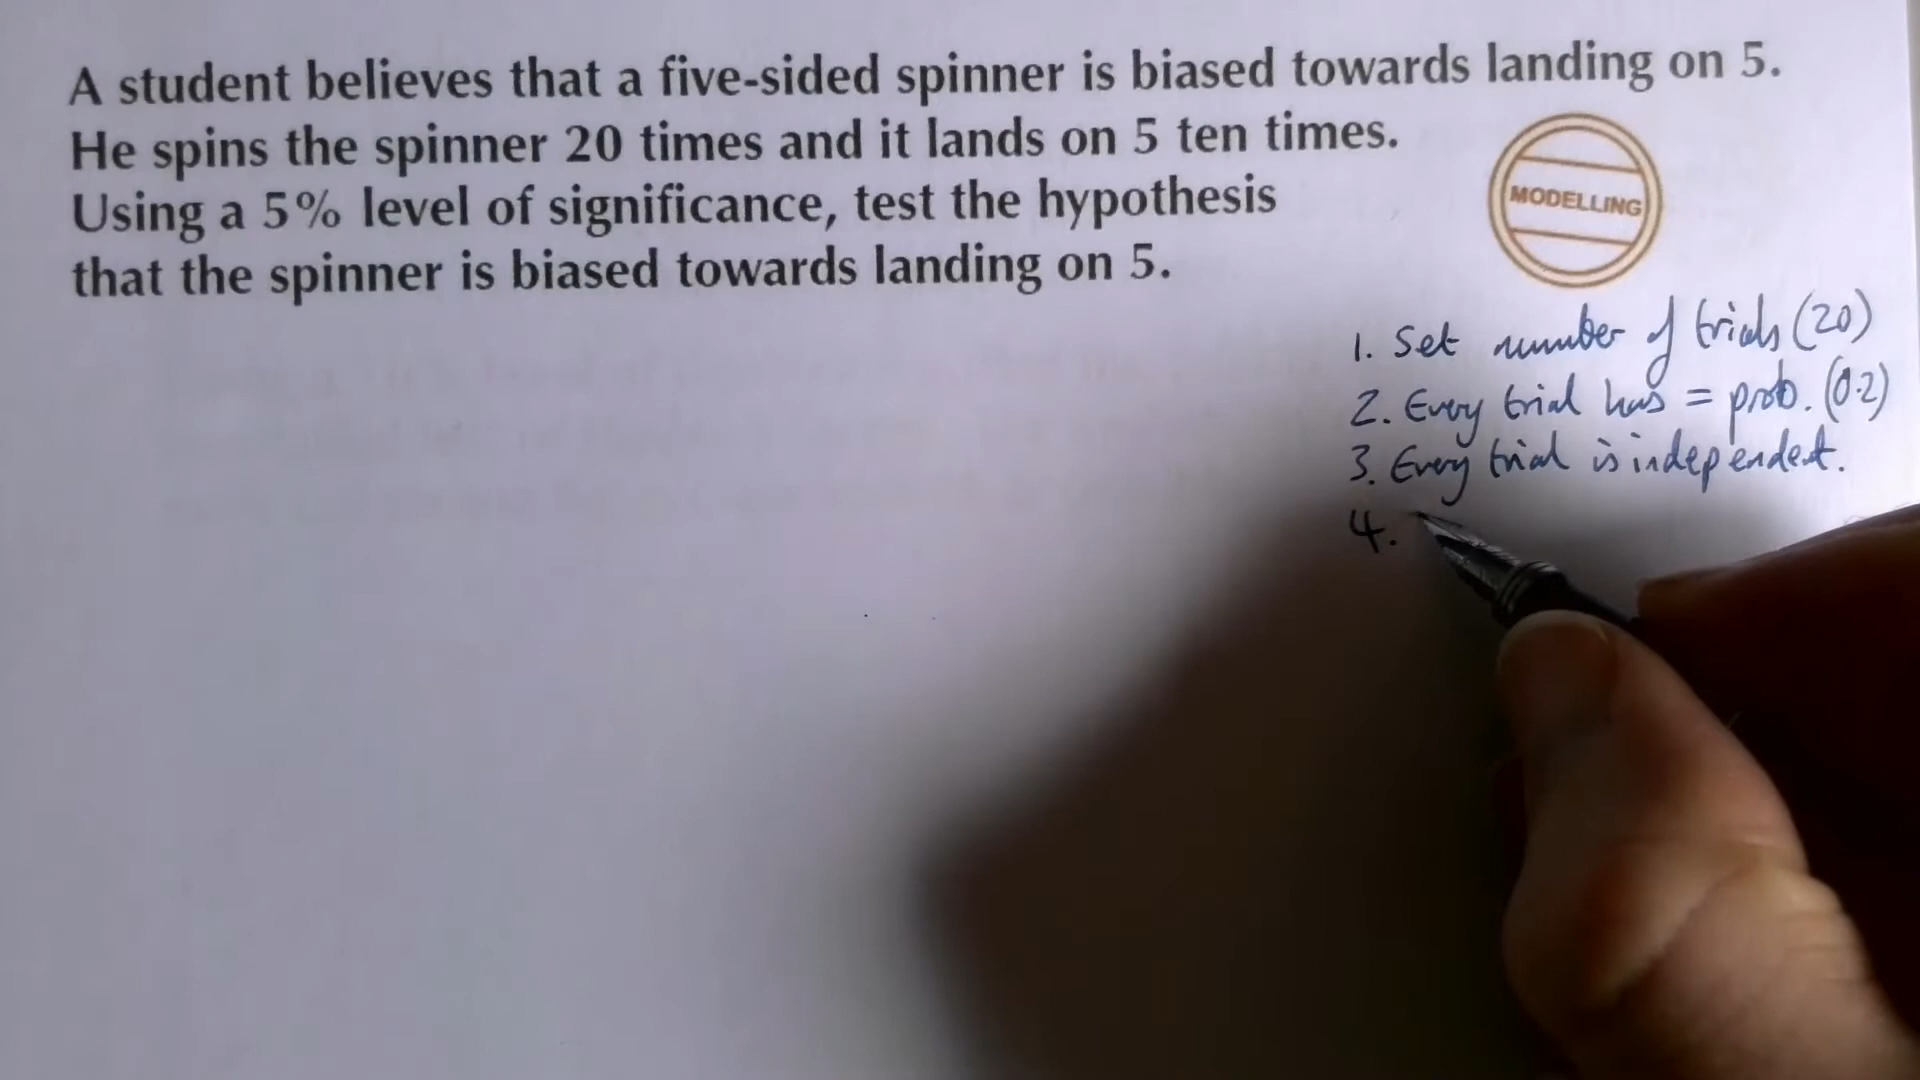 A student believes that a five-sided spinner is biased towards landing on 5.
He spins the spinner 20 times and it lands on 5 ten times.
Using a 5% level of significance, test the hypothesis
that the spinner is biased towards landing on 5.
MODELLING
1. Set number of trials (20)
2. Every trial has = prob. (0.2)
3. Every trial is independent.
4.